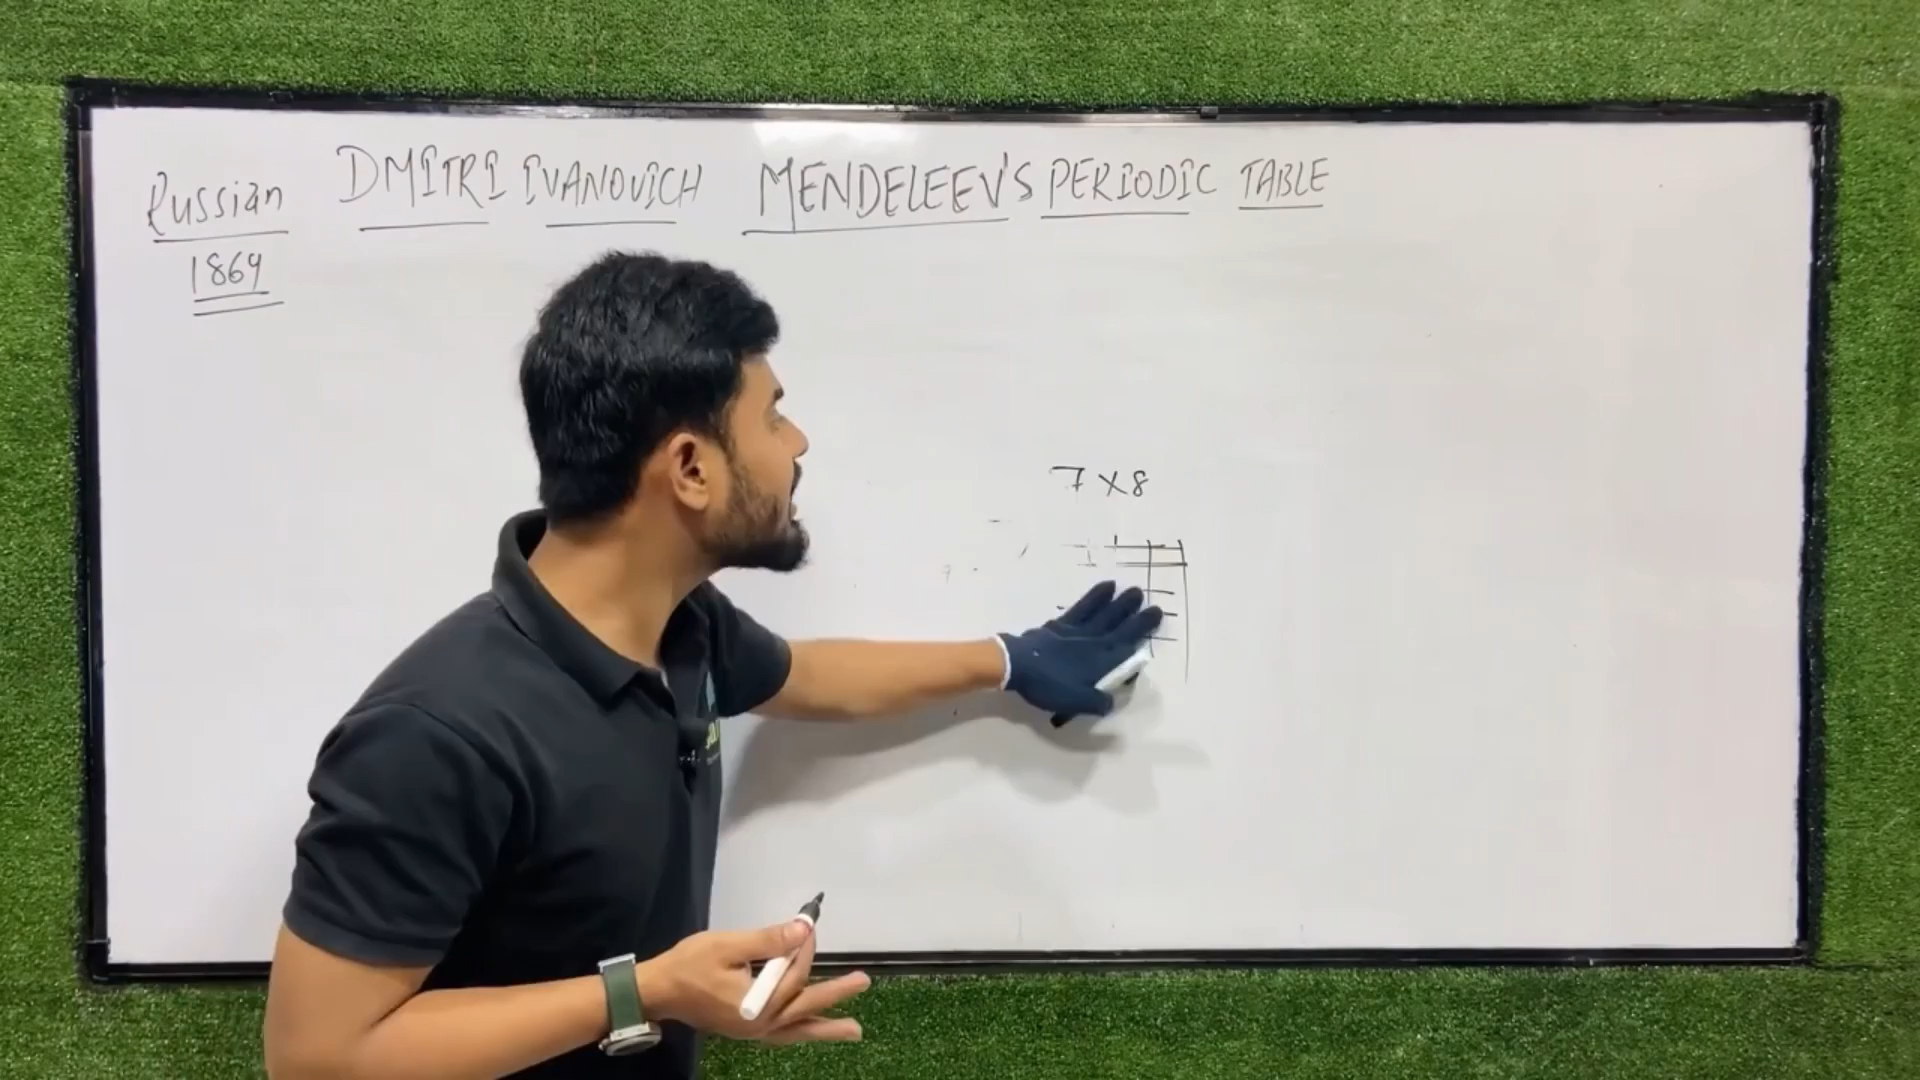 DMITRI IVANOVICH MENDELEEV'S PERIODIC TABLE
Russian
1869
7 X 8